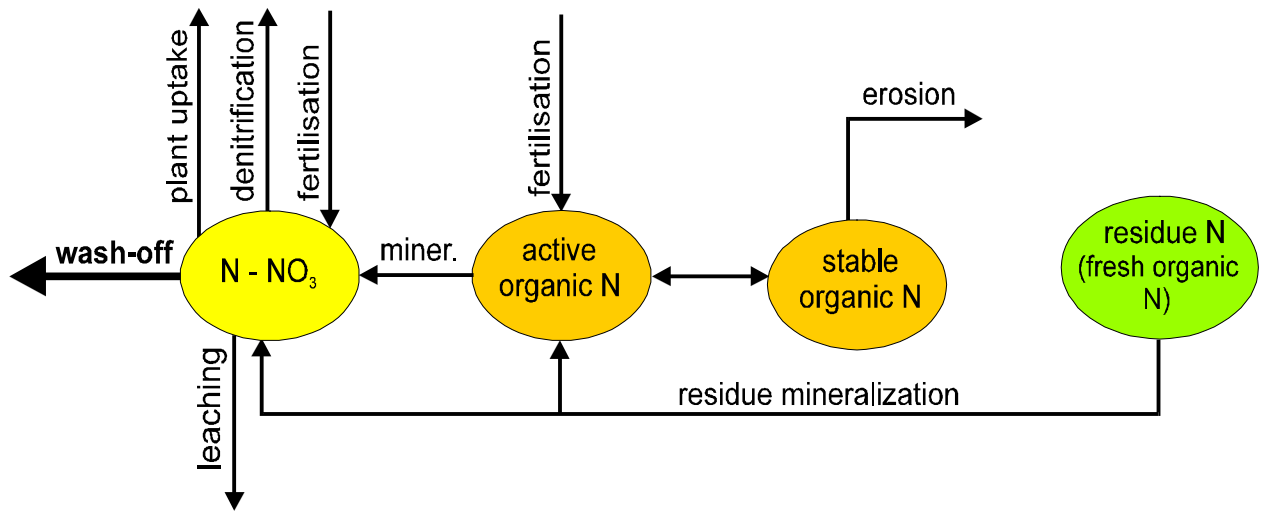 plant uptake
denitrification
fertilisation
fertilisation
erosion
wash-off
N - NO₃
miner.
active
organic N
stable
organic N
residue N
(fresh organic
N)
leaching
residue mineralization